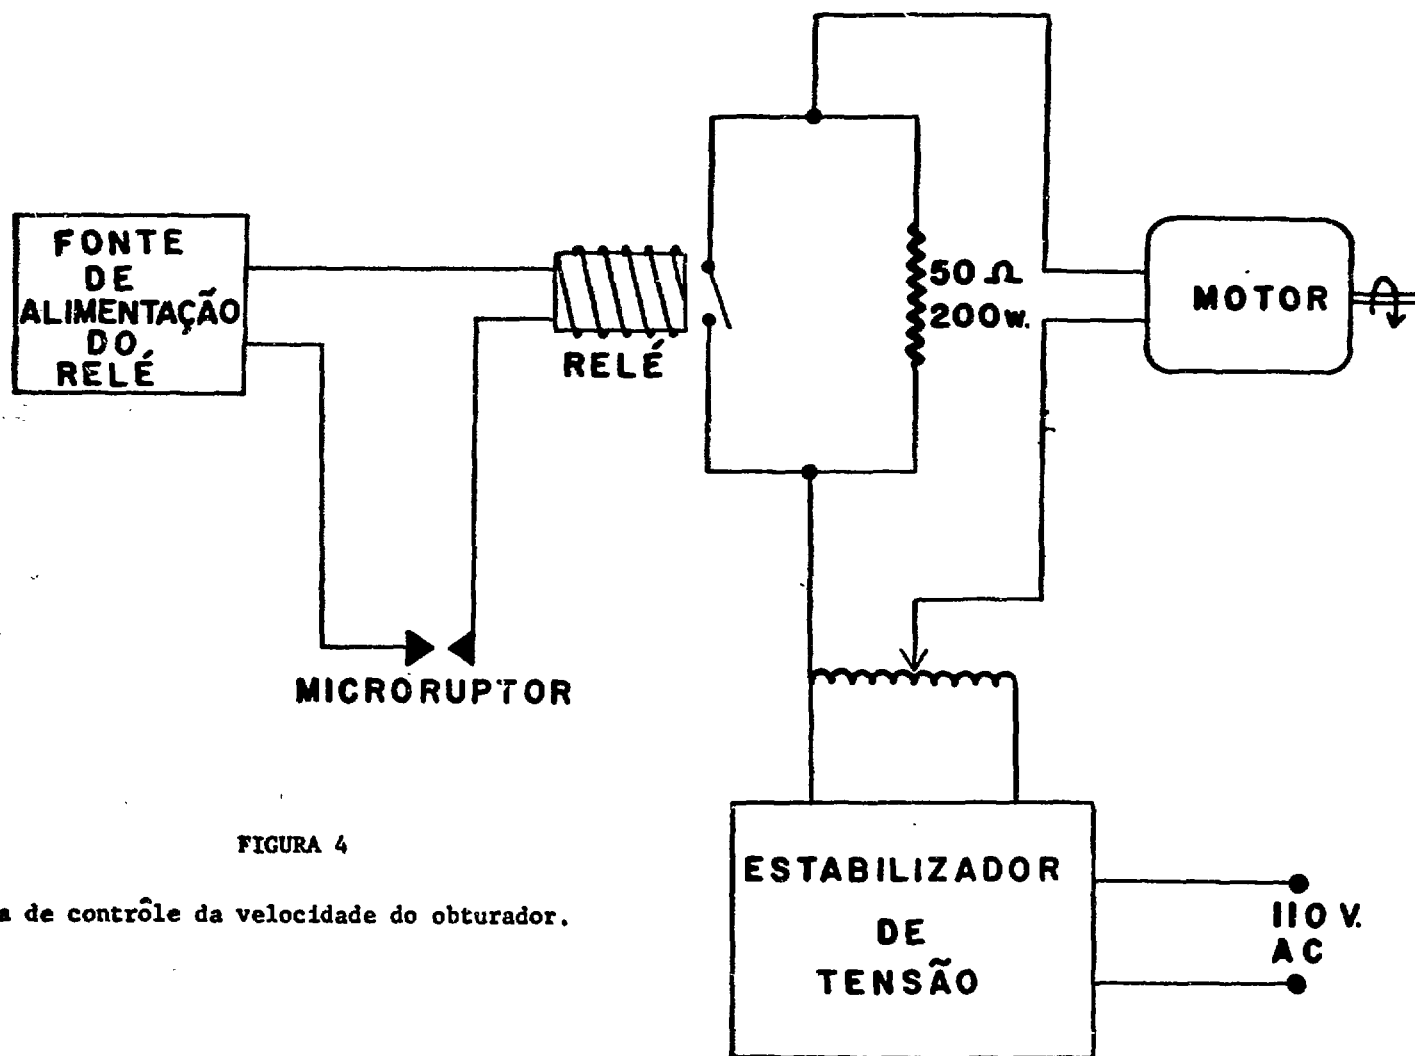 FONTE
DE
ALIMENTAÇÃO
DO
RELÉ
RELÉ
50 Ω
200w.
MOTOR
MICRORUPTOR
ESTABILIZADOR
DE
TENSÃO
110 V.
AC
FIGURA 4
de contrôle da velocidade do obturador.